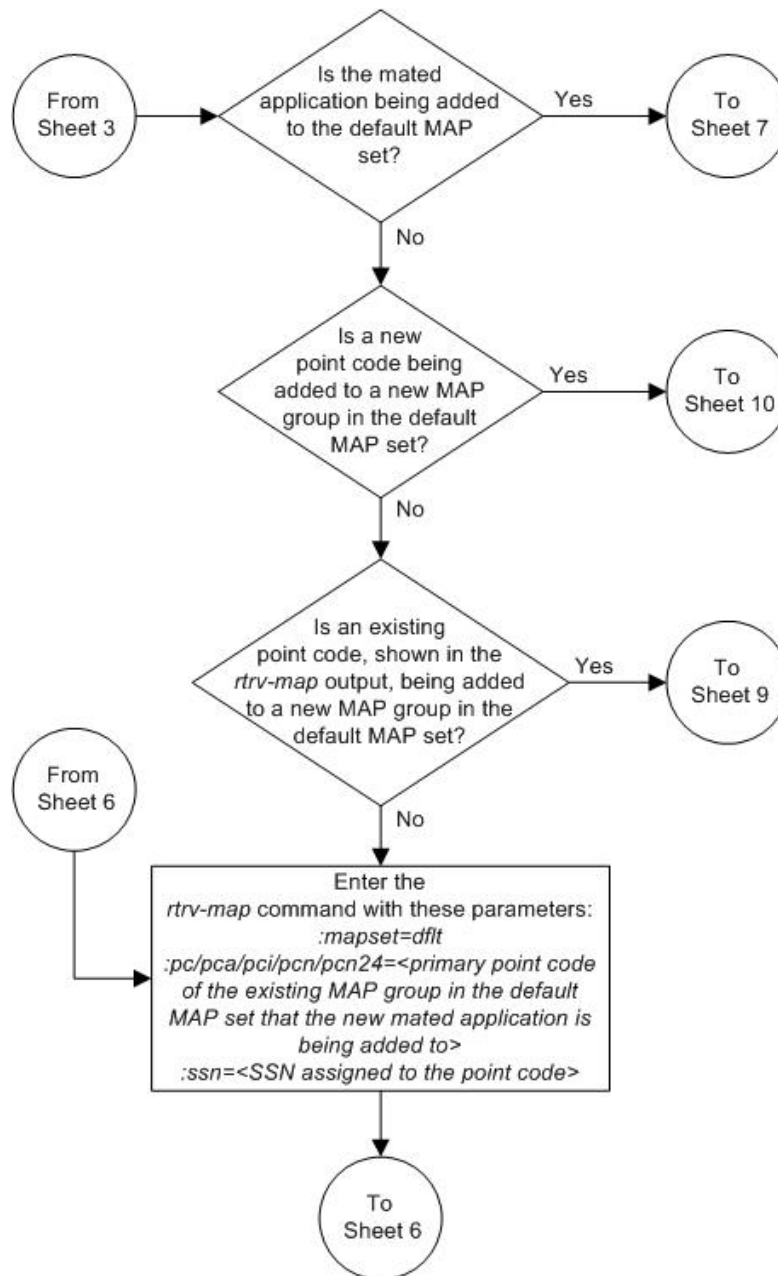 From
Sheet 3
Is the mated
application being added
to the default MAP
set?
Yes
To
Sheet 7
No
Is a new
point code being
added to a new MAP
group in the default
MAP set?
Yes
To
Sheet 10
No
Is an existing
point code, shown in the
rtrv-map output, being added
to a new MAP group in the
default MAP set?
Yes
To
Sheet 9
From
Sheet 6
No
Enter the
rtrv-map command with these parameters:
:mapset=dflt
:pc/pca/pci/pcn/pcn24=<primary point code
of the existing MAP group in the default
MAP set that the new mated application is
being added to>
:ssn=<SSN assigned to the point code>
To
Sheet 6